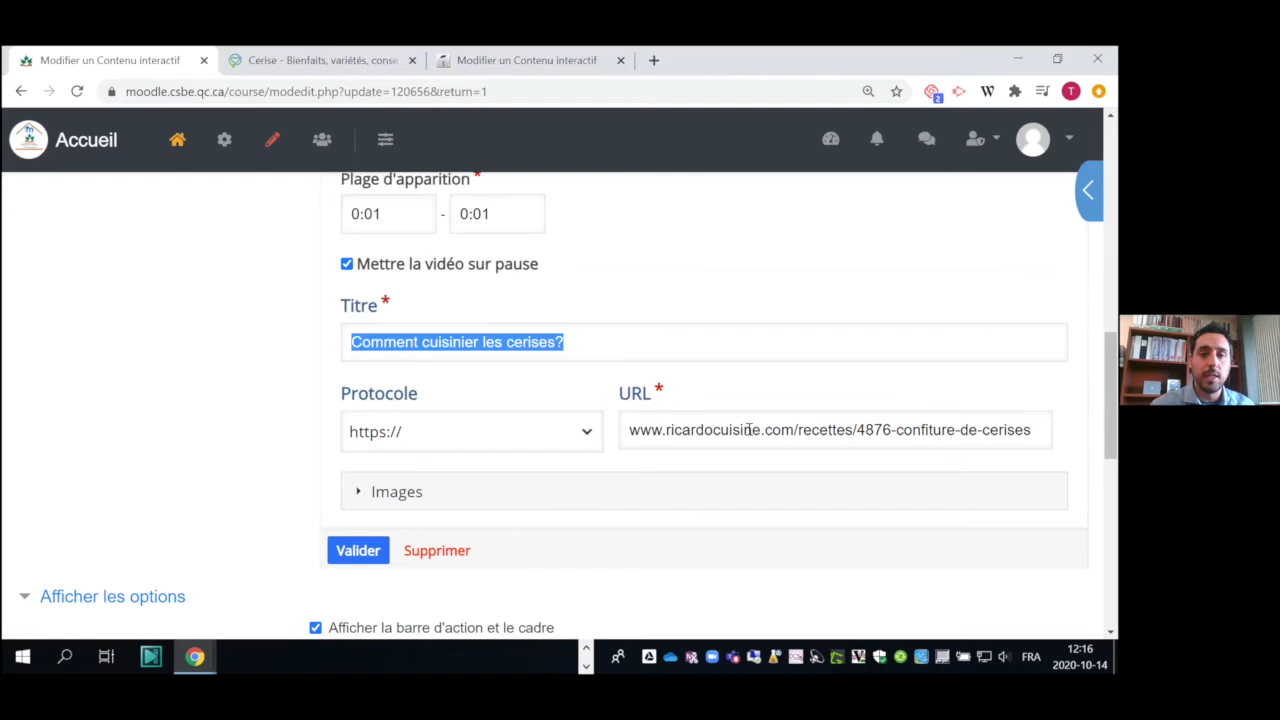 Modifier un Contenu interactif
Cerise - Bienfaits, variétés, conse
Modifier un Contenu interactif
moodle.csbe.qc.ca/course/modedit.php?update=120656&return=1
2
W
T
Accueil
Plage d'apparition *
0:01 - 0:01
Mettre la vidéo sur pause
Titre *
Comment cuisinier les cerises?
Protocole
URL *
https://
www.ricardocuisine.com/recettes/4876-confiture-de-cerises
Images
Valider
Supprimer
Afficher les options
Afficher la barre d'action et le cadre
FRA
12:16
2020-10-14